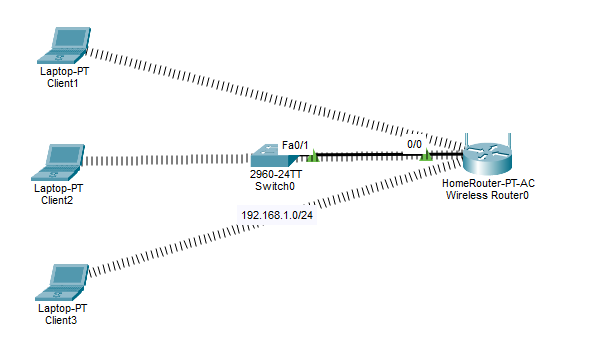 Laptop-PT
Client1
Fa0/1
0/0
Laptop-PT
Client2
2960-24TT
Switch0
HomeRouter-PT-AC
Wireless Router0
192.168.1.0/24
Laptop-PT
Client3